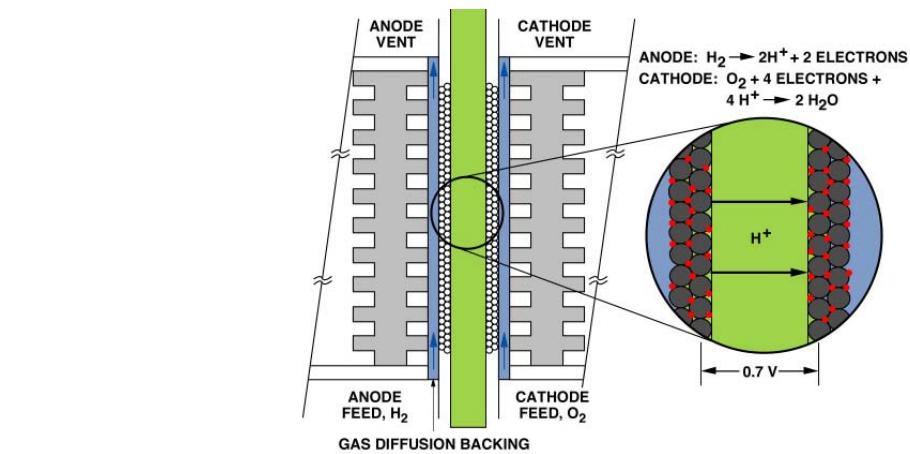 ANODE
VENT
CATHODE
VENT
ANODE: H₂ → 2H⁺ + 2 ELECTRONS
CATHODE: O₂ + 4 ELECTRONS +
4 H⁺ → 2 H₂O
H⁺
0.7 V
ANODE
FEED, H₂
CATHODE
FEED, O₂
GAS DIFFUSION BACKING